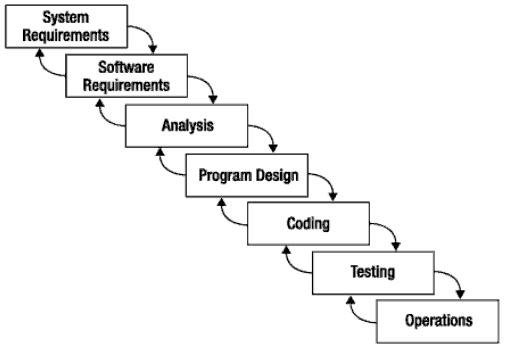 System
Requirements
Software
Requirements
Analysis
Program Design
Coding
Testing
Operations